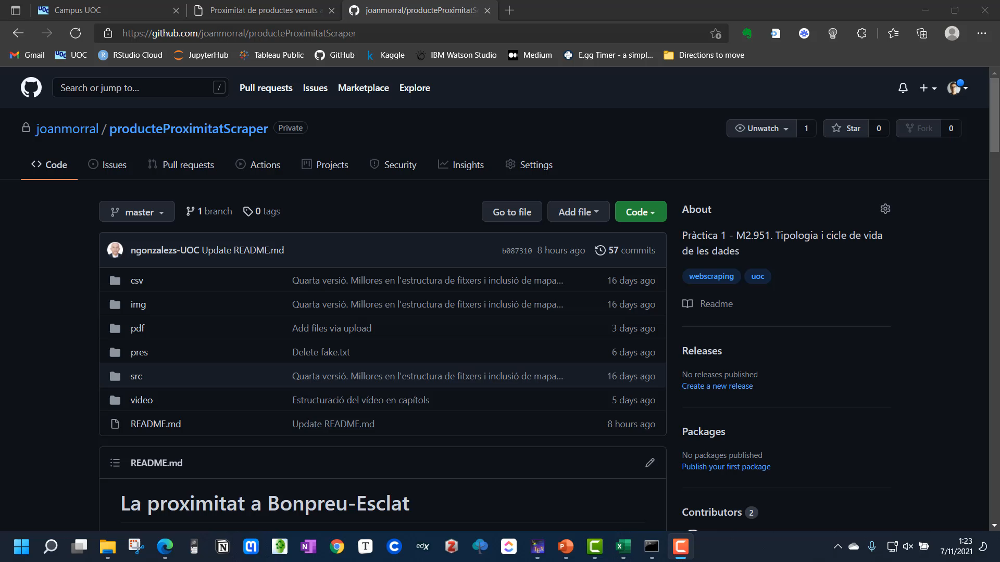 Campus UOC
Proximitat de productes venuts a
joanmorral/producteProximitatS
https://github.com/joanmorral/producteProximitatScraper
Gmail
UOC
RStudio Cloud
JupyterHub
Tableau Public
GitHub
Kaggle
IBM Watson Studio
Medium
E.gg Timer - a simpl...
Directions to move
Search or jump to...
/
Pull requests
Issues
Marketplace
Explore
joanmorral / producteProximitatScraper
Private
Unwatch 1
Star 0
Fork 0
Code
Issues
Pull requests
Actions
Projects
Security
Insights
Settings
master
1 branch
0 tags
Go to file
Add file
Code
ngonzalezs-UOC Update README.md
b087310 8 hours ago
57 commits
csv Quarta versió. Millores en l'estructura de fitxers i inclusió de mapa... 16 days ago
img Quarta versió. Millores en l'estructura de fitxers i inclusió de mapa... 16 days ago
pdf Add files via upload 3 days ago
pres Delete fake.txt 6 days ago
src Quarta versió. Millores en l'estructura de fitxers i inclusió de mapa... 16 days ago
video Estructuració del vídeo en capítols 5 days ago
README.md Update README.md 8 hours ago
README.md
La proximitat a Bonpreu-Esclat
About
Pràctica 1 - M2.951. Tipologia i cicle de vida
de les dades
webscraping
uoc
Readme
Releases
No releases published
Create a new release
Packages
No packages published
Publish your first package
Contributors 2
edX
1:23
7/11/2021